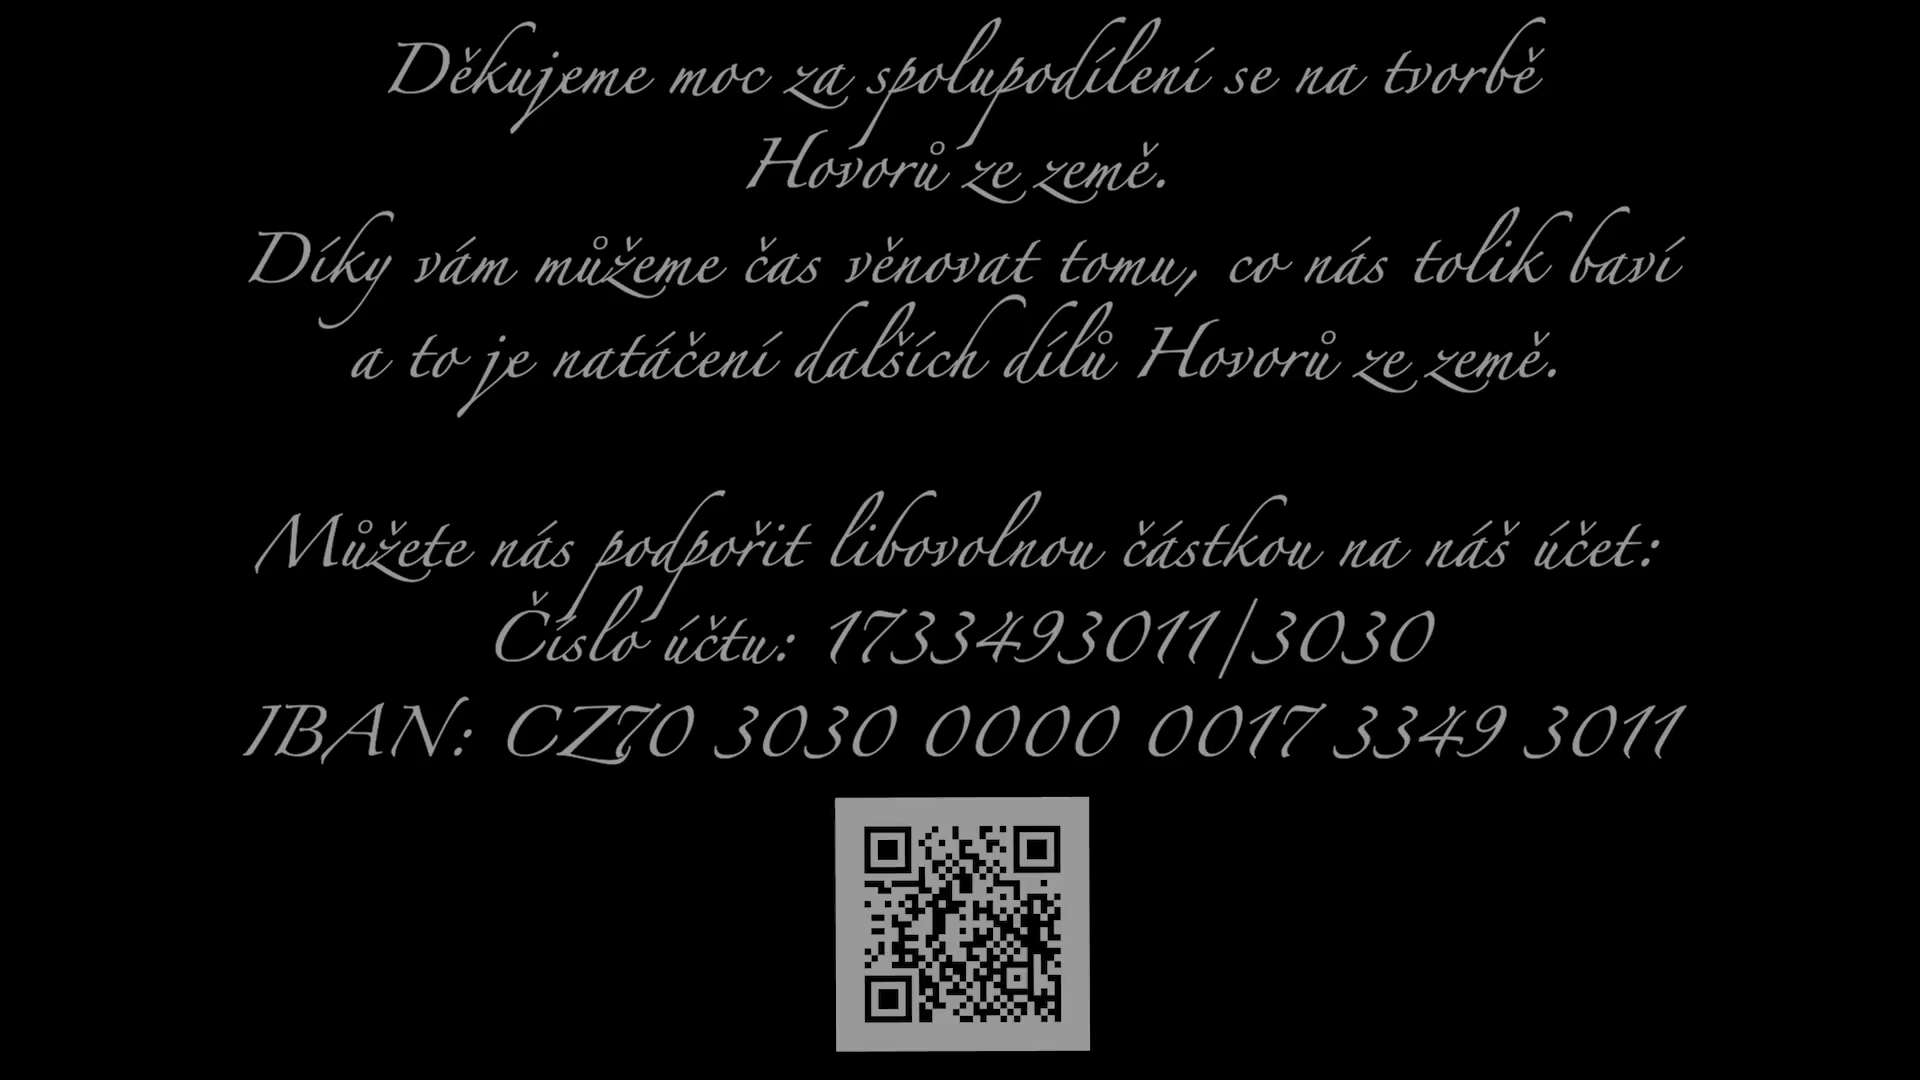 Děkujeme moc za spolupodílení se na tvorbě
Hovorů ze země.
Díky vám můžeme čas věnovat tomu, co nás tolik baví
a to je natáčení dalších dílů Hovorů ze země.
Můžete nás podpořit libovolnou částkou na náš účet:
Číslo účtu: 1733493011/3030
IBAN: CZ70 3030 0000 0017 3349 3011